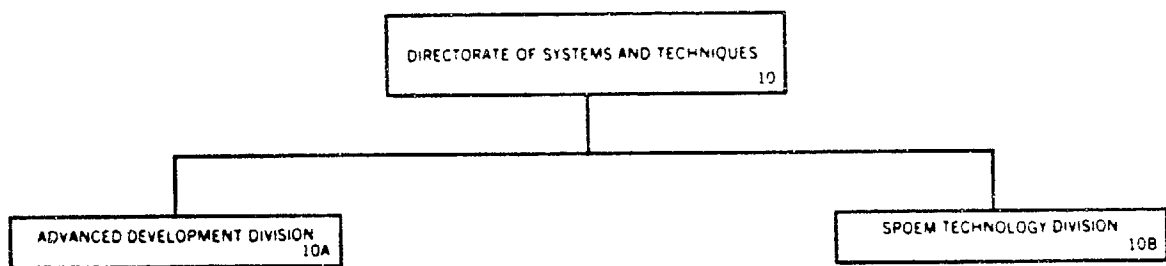 DIRECTORATE OF SYSTEMS AND TECHNIQUES
10
ADVANCED DEVELOPMENT DIVISION
10A
SPOEM TECHNOLOGY DIVISION
10B